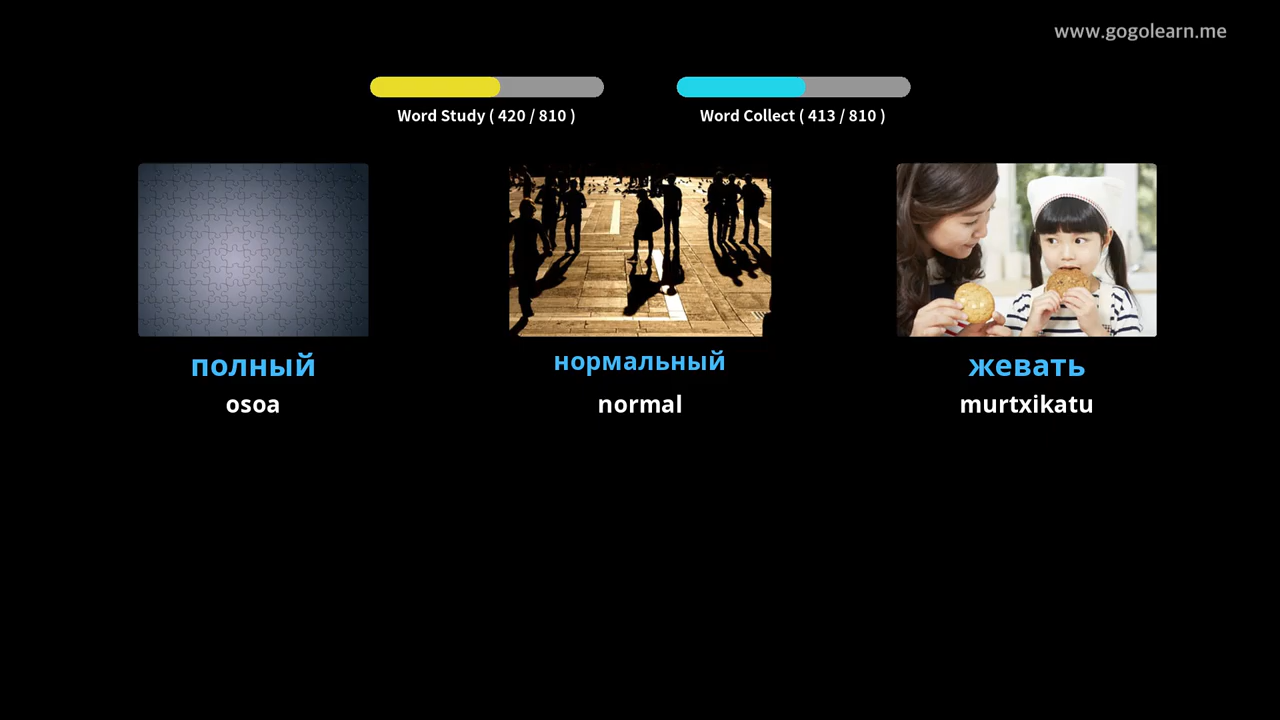 www.gogolearn.me
Word Study ( 420 / 810 )
Word Collect ( 413 / 810 )
полный
нормальный
жевать
osoa
normal
murtxikatu